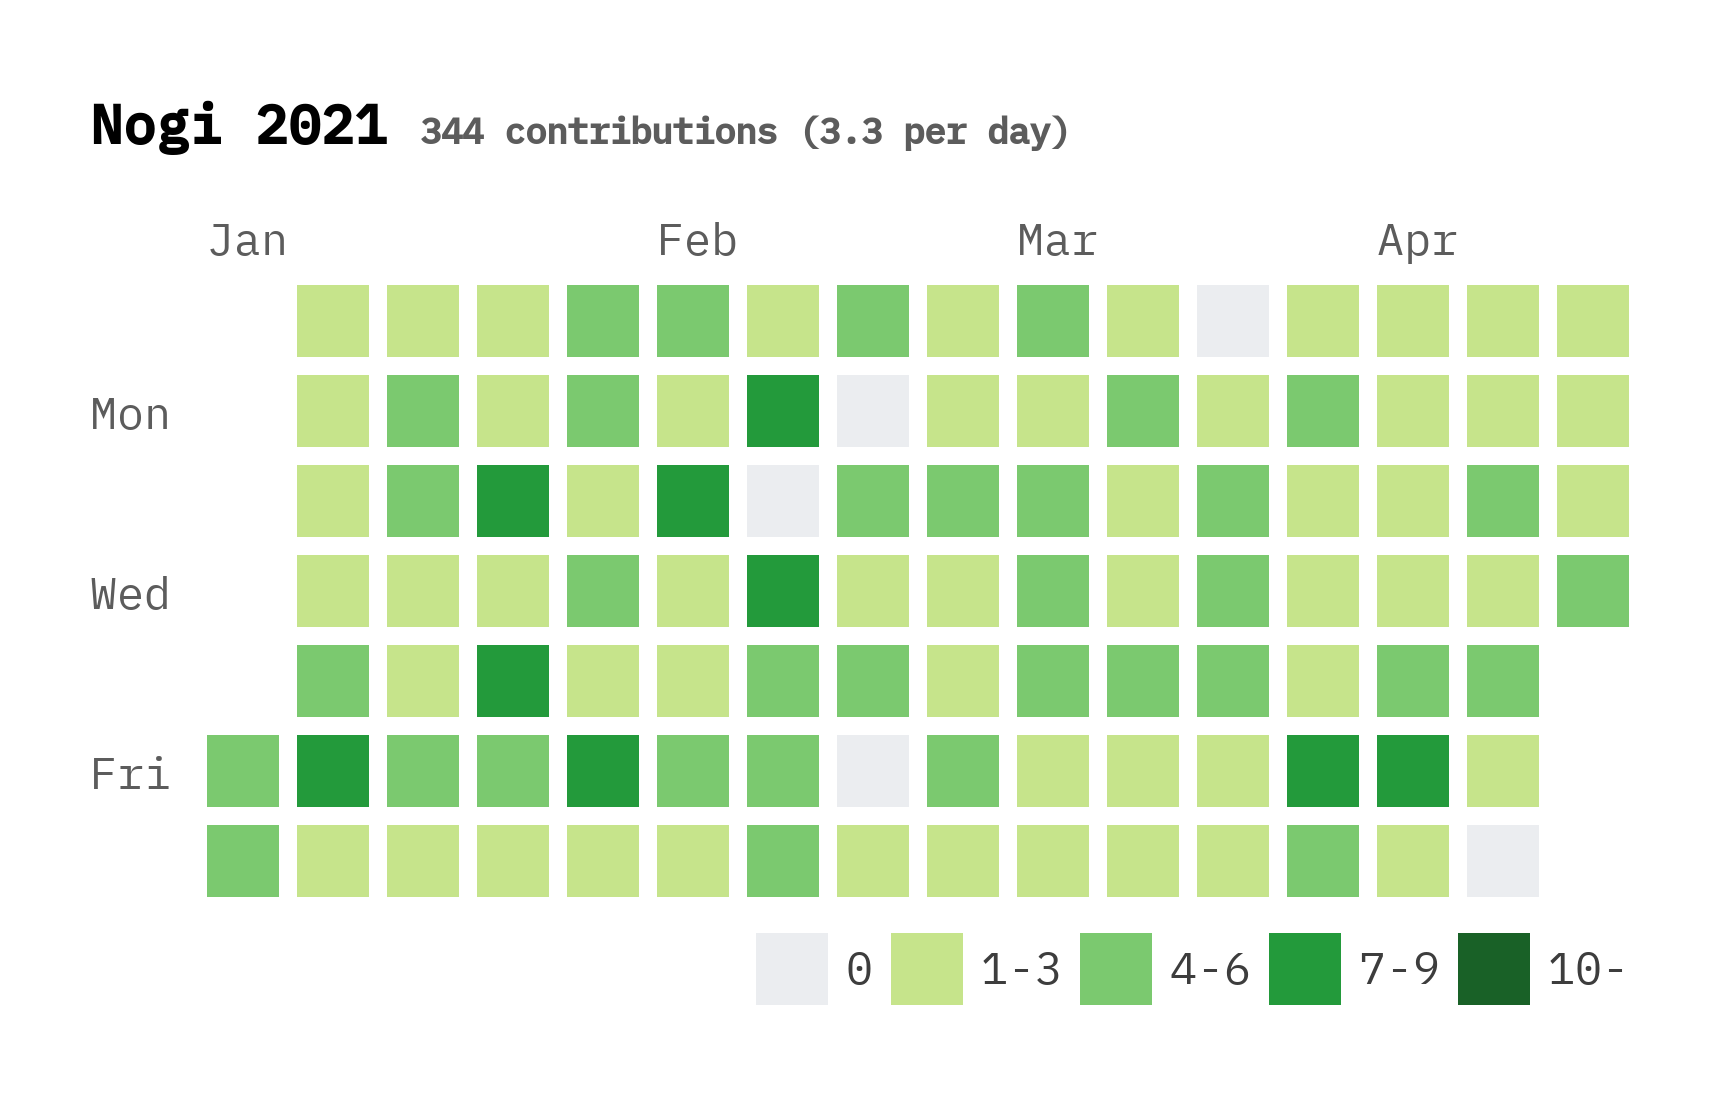 Nogi 2021 344 contributions (3.3 per day)
Jan Feb Mar Apr
Mon
Wed
Fri
0 1-3 4-6 7-9 10-